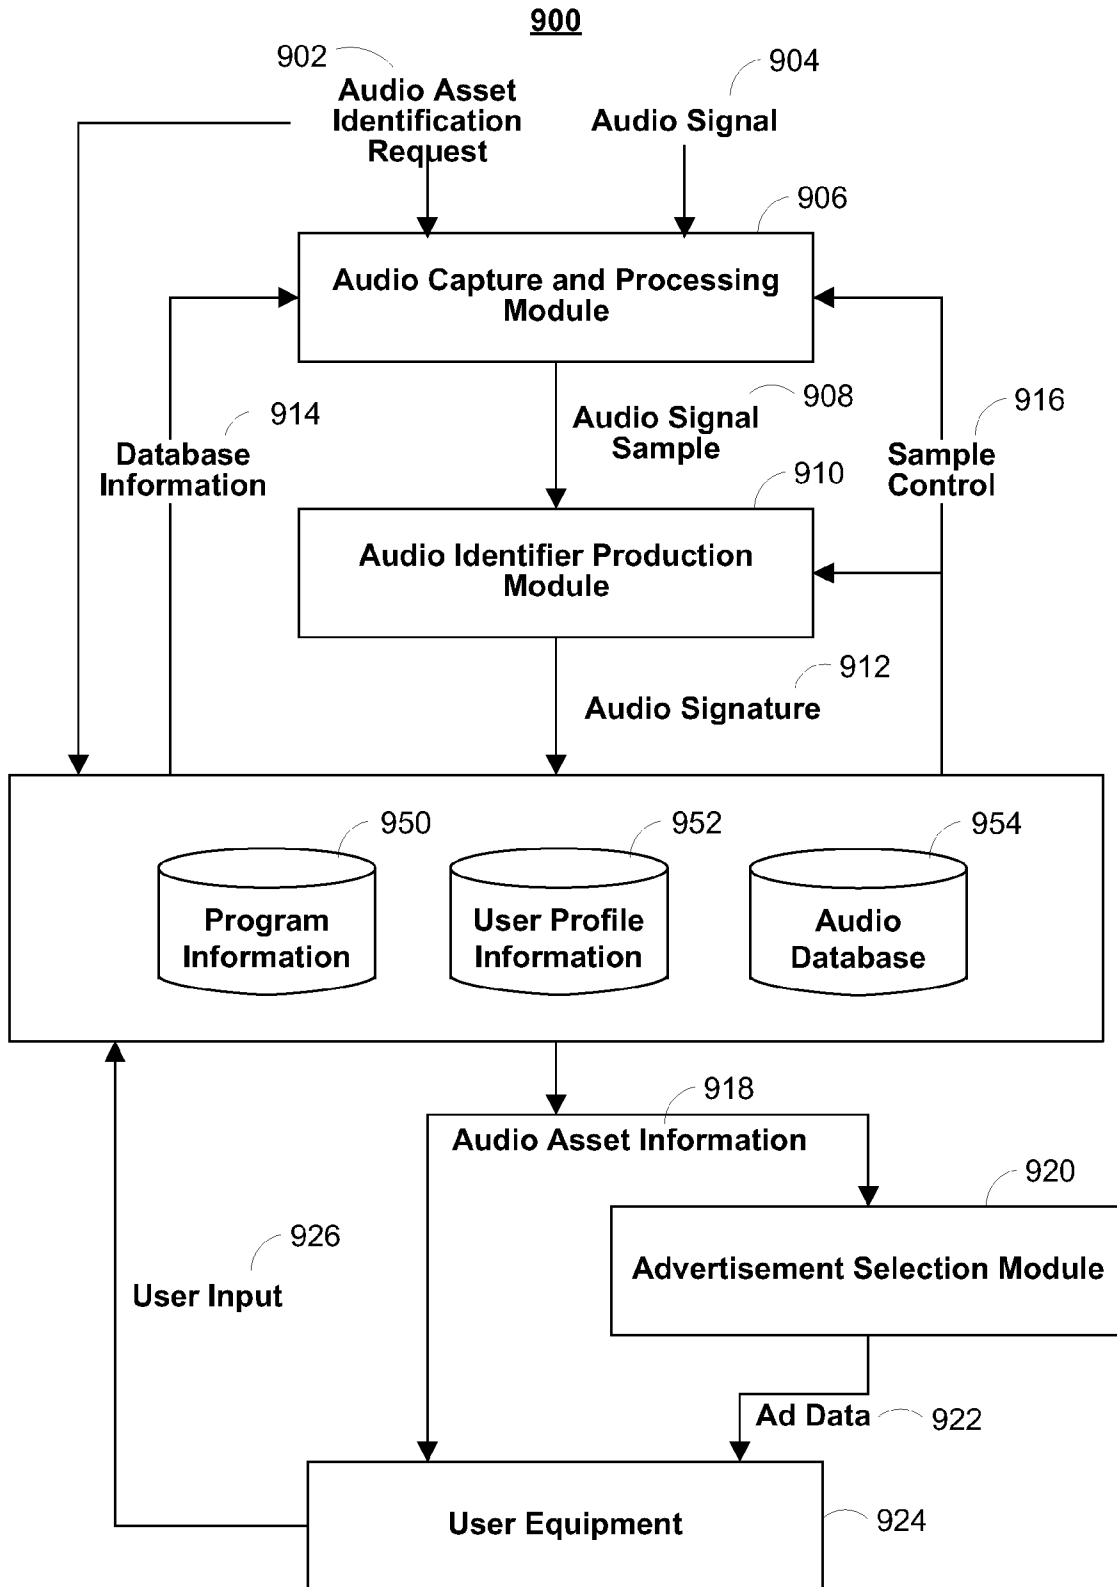 900
902
Audio Asset
Identification
Request
904
Audio Signal
906
Audio Capture and Processing
Module
908
Audio Signal
Sample
914
Database
Information
916
Sample
Control
910
Audio Identifier Production
Module
912
Audio Signature
950
Program
Information
952
User Profile
Information
954
Audio
Database
918
Audio Asset Information
920
Advertisement Selection Module
926
User Input
Ad Data
922
User Equipment
924